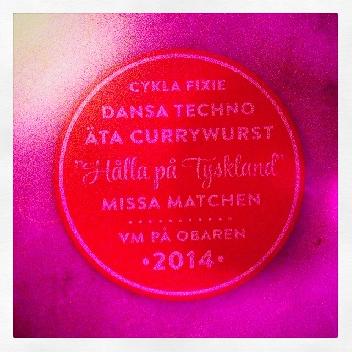 CYKLA FIXIE
DANSA TECHNO
ÄTA CURRYWURST
"Hålla på Tyskland"
MISSA MATCHEN
VM PÅ OBAREN
•2014•